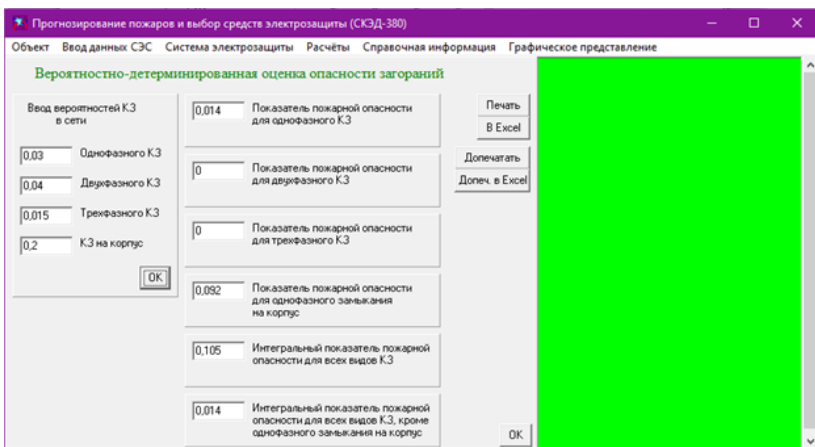 Прогнозирование пожаров и выбор средств электрозащиты (СКЭД-380)
Объект Ввод данных СЭС Система электрозащиты Расчёты Справочная информация Графическое представление
Вероятностно-детерминированная оценка опасности загораний
Ввод вероятностей КЗ
в сети
0,03 Однофазного КЗ
0,04 Двухфазного КЗ
0,015 Трехфазного КЗ
0,2 КЗ на корпус
OK
0,014 Показатель пожарной опасности
для однофазного КЗ
0 Показатель пожарной опасности
для двухфазного КЗ
0 Показатель пожарной опасности
для трехфазного КЗ
0,092 Показатель пожарной опасности
для однофазного замыкания
на корпус
0,105 Интегральный показатель пожарной
опасности для всех видов КЗ
0,014 Интегральный показатель пожарной
опасности для всех видов КЗ, кроме
однофазного замыкания на корпус
Печать
В Excel
Допечатать
Допеч. в Excel
OK